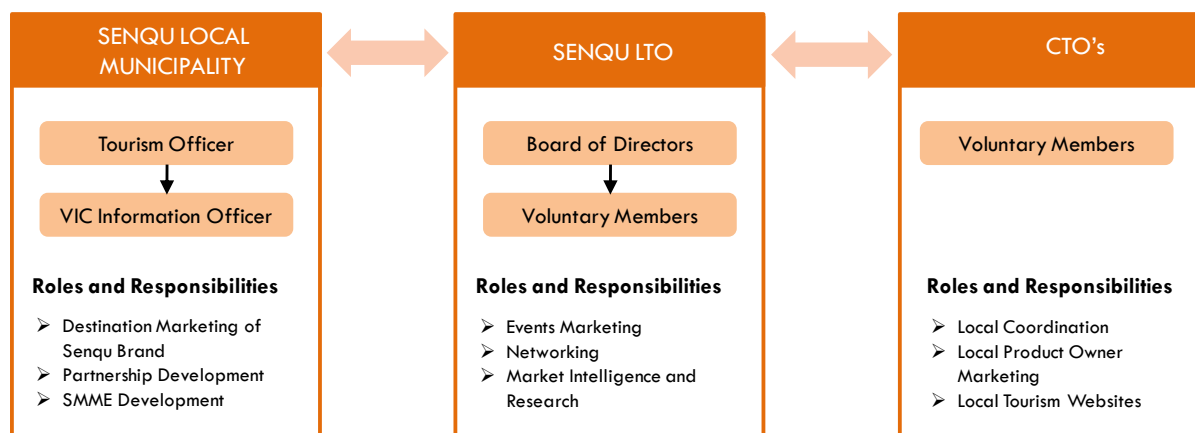 SENQU LOCAL
MUNICIPALITY
Tourism Officer
VIC Information Officer
Roles and Responsibilities
➢ Destination Marketing of
Senqu Brand
➢ Partnership Development
➢ SMME Development
SENQU LTO
Board of Directors
Voluntary Members
Roles and Responsibilities
➢ Events Marketing
➢ Networking
➢ Market Intelligence and
Research
CTO’s
Voluntary Members
Roles and Responsibilities
➢ Local Coordination
➢ Local Product Owner
Marketing
➢ Local Tourism Websites